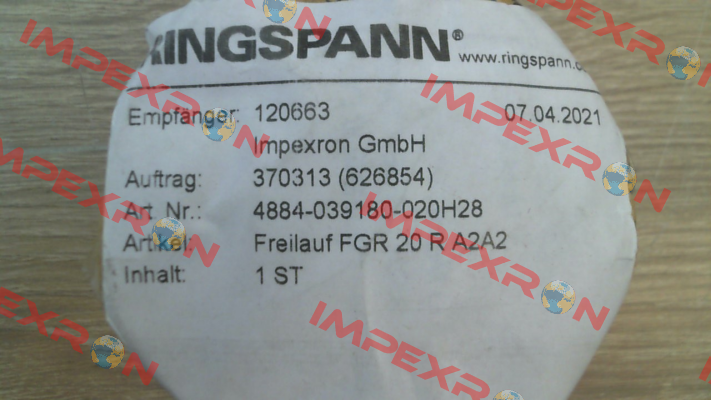 RINGSPANN®
www.ringspann.c
Empfänger: 120663
07.04.2021
Impexron GmbH
Auftrag: 370313 (626854)
Art. Nr.: 4884-039180-020H28
Artikel: Freilauf FGR 20 R A2A2
Inhalt: 1 ST
IMPEXRON
IMPEXRON
IMPEXRON
IMPEXRON
IMPEXRON
IMPEXRON